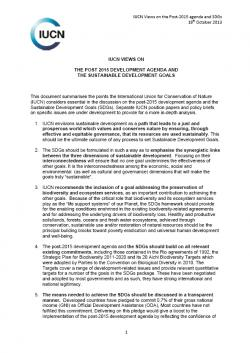 IUCN Views on the Post-2015 agenda and SDGs
18th October 2013
IUCN
IUCN VIEWS ON
THE POST 2015 DEVELOPMENT AGENDA AND
THE SUSTAINABLE DEVELOPMENT GOALS
This document summarises the points the International Union for Conservation of Nature
(IUCN) considers essential in the discussion on the post-2015 development agenda and the
Sustainable Development Goals (SDGs). Separate IUCN position papers and policy briefs
on specific issues are under development to provide for a more in-depth analysis.
1. IUCN envisions sustainable development as a path that leads to a just and
prosperous world which values and conserves nature by ensuring, through
effective and equitable governance, that its resources are used sustainably. This
should be the ultimate outcome of any process to set Sustainable Development Goals.
2. The SDGs should be formulated in such a way as to emphasise the synergistic links
between the three dimensions of sustainable development. Focusing on their
interconnectedness will ensure that no one goal undermines the effectiveness of
other goals. It is the interconnectedness among the economic, social and
environmental (as well as cultural and governance) dimensions that will make the
goals truly "sustainable".
3. IUCN recommends the inclusion of a goal addressing the preservation of
biodiversity and ecosystem services, as an important contribution to achieving the
other goals. Because of the critical role that biodiversity and its ecosystem services
play as the "life support systems" of our Planet, the SDGs framework should provide
for the enabling conditions enshrined in the existing biodiversity-related agreements
and for addressing the underlying drivers of biodiversity loss. Healthy and productive
soils/lands, forests, oceans and fresh water ecosystems, achieved through
conservation, sustainable use and/or restoration of natural resources should be the
principal building blocks toward poverty eradication and universal human development
and well-being.
4. The post-2015 development agenda and the SDGs should build on all relevant
existing commitments, including those contained in the Rio agreements of 1992, the
Strategic Plan for Biodiversity 2011-2020 and its 20 Aichi Biodiversity Targets which
were adopted by Parties to the Convention on Biological Diversity in 2010. The
Targets cover a range of development-related issues and provide relevant quantitative
targets for a number of the goals in the SDGs package. These have been negotiated
and adopted by most governments and as such, they have strong international and
national legitimacy.
5. The means needed to achieve SDGs should be discussed in a transparent
manner. Developed countries have pledged to commit 0.7% of their gross national
income (GNI) as Official Development Assistance (ODA). Most countries have not
fulfilled this commitment. Delivering on this pledge would give a boost to the
implementation of the post-2015 development agenda by reflecting the confidence of
1